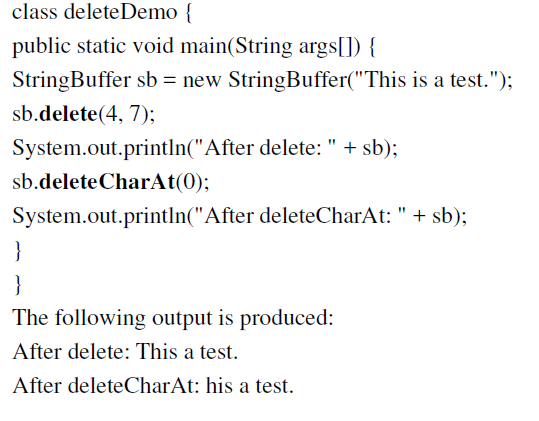 class deleteDemo {
public static void main(String args[]) {
StringBuffer sb = new StringBuffer("This is a test.");
sb.delete(4, 7);
System.out.println("After delete: " + sb);
sb.deleteCharAt(0);
System.out.println("After deleteCharAt: " + sb);
}
}
The following output is produced:
After delete: This a test.
After deleteCharAt: his a test.